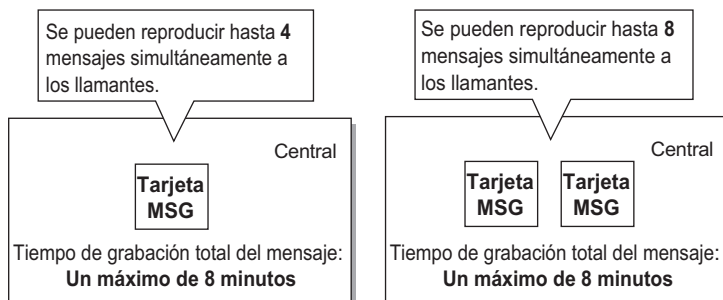 Se pueden reproducir hasta 4
mensajes simultáneamente a
los llamantes.
Central
Tarjeta
MSG
Tiempo de grabación total del mensaje:
Un máximo de 8 minutos
Se pueden reproducir hasta 8
mensajes simultáneamente a
los llamantes.
Central
Tarjeta
MSG
Tarjeta
MSG
Tiempo de grabación total del mensaje:
Un máximo de 8 minutos